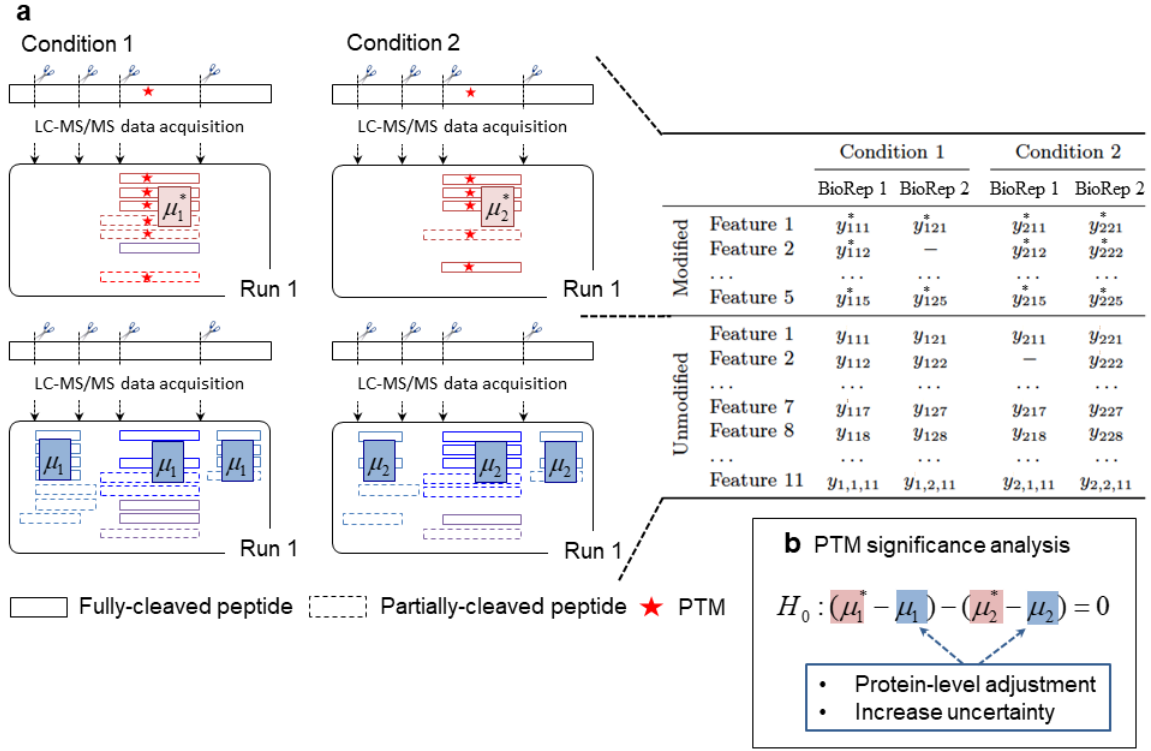 a
Condition 1
Condition 2
LC-MS/MS data acquisition
LC-MS/MS data acquisition
μ₁*
μ₂*
Run 1
Run 1
LC-MS/MS data acquisition
LC-MS/MS data acquisition
μ₁ μ₁ μ₁
μ₂ μ₂ μ₂
Run 1
Run 1
Fully-cleaved peptide Partially-cleaved peptide PTM
Condition 1 Condition 2
BioRep 1 BioRep 2 BioRep 1 BioRep 2
Modified
Feature 1 y*₁₁₁ y*₁₂₁ y*₂₁₁ y*₂₂₁
Feature 2 y*₁₁₂ – y*₂₁₂ y*₂₂₂
... ... ... ... ...
Feature 5 y*₁₁₅ y*₁₂₅ y*₂₁₅ y*₂₂₅
Unmodified
Feature 1 y₁₁₁ y₁₂₁ y₂₁₁ y₂₂₁
Feature 2 y₁₁₂ y₁₂₂ – y₂₂₂
... ... ... ... ...
Feature 7 y₁₁₇ y₁₂₇ y₂₁₇ y₂₂₇
Feature 8 y₁₁₈ y₁₂₈ y₂₁₈ y₂₂₈
... ... ... ... ...
Feature 11 y₁,₁,₁₁ y₁,₂,₁₁ y₂,₁,₁₁ y₂,₂,₁₁
b PTM significance analysis
H₀ : (μ₁* − μ₁) − (μ₂* − μ₂) = 0
• Protein-level adjustment
• Increase uncertainty